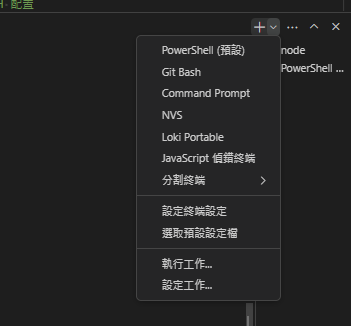 H 配置
node
PowerShell ...
PowerShell (預設)
Git Bash
Command Prompt
NVS
Loki Portable
JavaScript 偵錯終端
分割終端
設定終端設定
選取預設設定檔
執行工作...
設定工作...